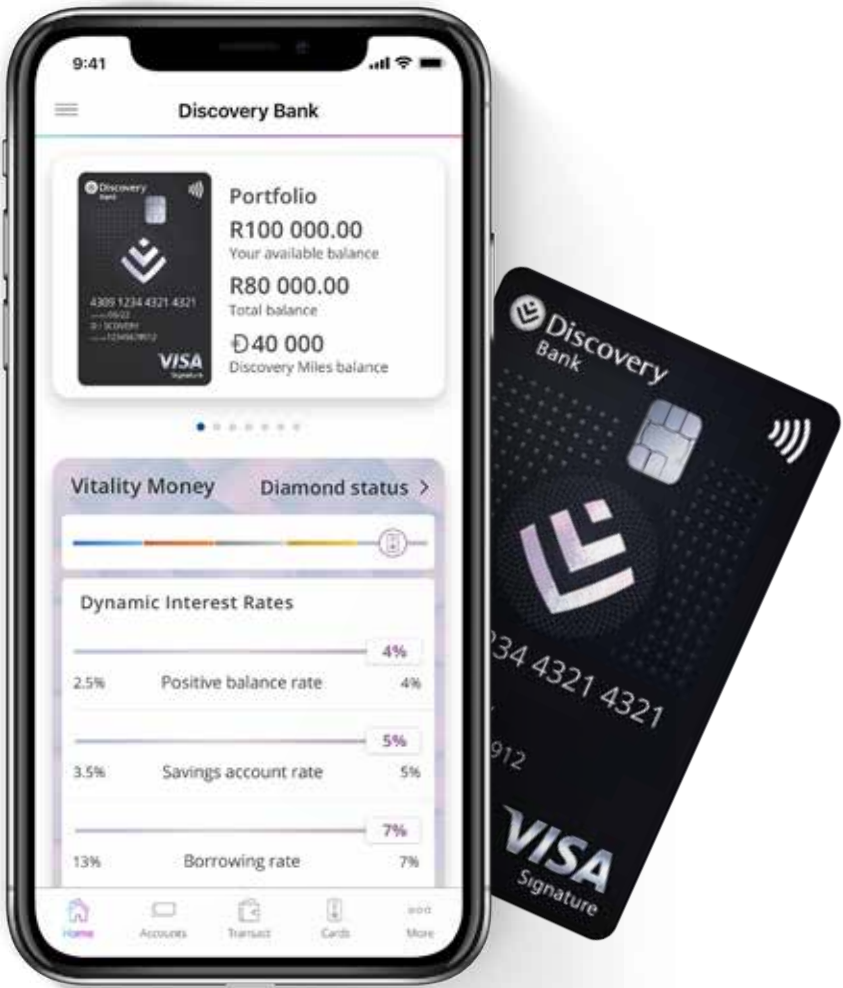 9:41
Discovery Bank
Discovery
Bank
4309 1234 4321 4321
09/22
VISA
Signature
Portfolio
R100 000.00
Your available balance
R80 000.00
Total balance
Đ40 000
Discovery Miles balance
Vitality Money Diamond status >
Dynamic Interest Rates
4%
2.5% Positive balance rate 4%
5%
3.5% Savings account rate 5%
7%
13% Borrowing rate 7%
Home Accounts Transact Cards More
Discovery
Bank
234 4321 4321
912
VISA
Signature